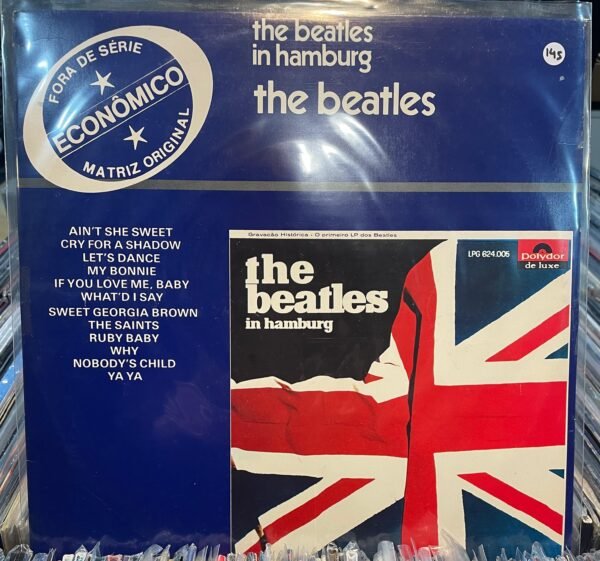 the beatles
in hamburg
the beatles
145
FORA DE SÉRIE
ECONÔMICO
MATRIZ ORIGINAL
AIN'T SHE SWEET
CRY FOR A SHADOW
LET'S DANCE
MY BONNIE
IF YOU LOVE ME, BABY
WHAT'D I SAY
SWEET GEORGIA BROWN
THE SAINTS
RUBY BABY
WHY
NOBODY'S CHILD
YA YA
Gravação Histórica - O primeiro LP dos Beatles
the
beatles
in hamburg
LPG 624.005
Polydor
de luxe